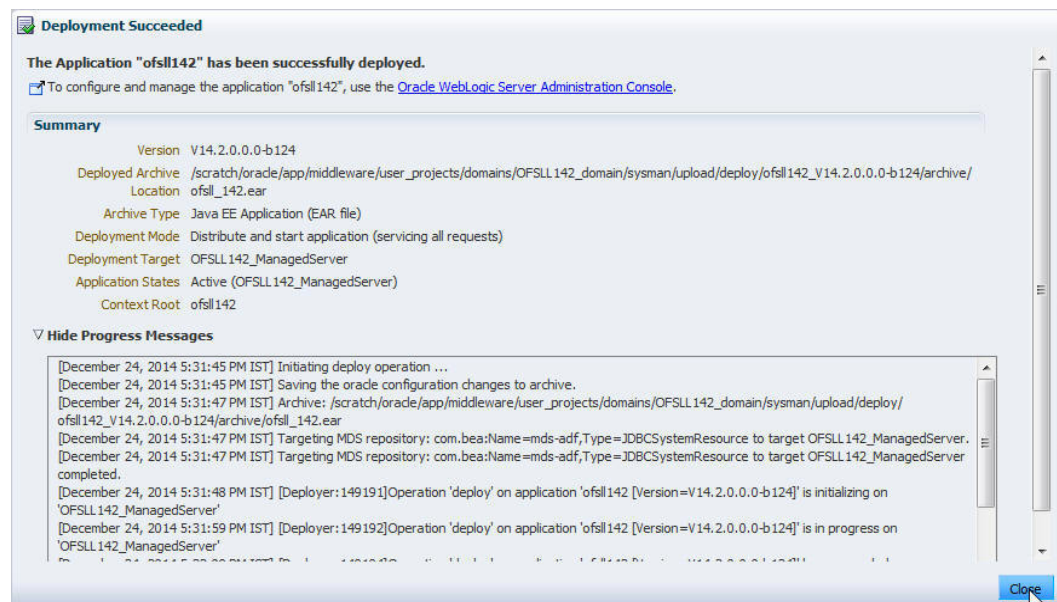 Deployment Succeeded
The Application "ofsll142" has been successfully deployed.
To configure and manage the application "ofsll142", use the Oracle WebLogic Server Administration Console.
Summary
Version V14.2.0.0.0-b124
Deployed Archive /scratch/oracle/app/middleware/user_projects/domains/OFSLL142_domain/sysman/upload/deploy/ofsll142_V14.2.0.0.0-b124/archive/
Location ofsll_142.ear
Archive Type Java EE Application (EAR file)
Deployment Mode Distribute and start application (servicing all requests)
Deployment Target OFSLL142_ManagedServer
Application States Active (OFSLL142_ManagedServer)
Context Root ofsll142
Hide Progress Messages
[December 24, 2014 5:31:45 PM IST] Initiating deploy operation ...
[December 24, 2014 5:31:45 PM IST] Saving the oracle configuration changes to archive.
[December 24, 2014 5:31:47 PM IST] Archive: /scratch/oracle/app/middleware/user_projects/domains/OFSLL142_domain/sysman/upload/deploy/
ofsll142_V14.2.0.0.0-b124/archive/ofsll_142.ear
[December 24, 2014 5:31:47 PM IST] Targeting MDS repository: com.bea:Name=mds-adf,Type=JDBCSystemResource to target OFSLL142_ManagedServer.
[December 24, 2014 5:31:47 PM IST] Targeting MDS repository: com.bea:Name=mds-adf,Type=JDBCSystemResource to target OFSLL142_ManagedServer
completed.
[December 24, 2014 5:31:48 PM IST] [Deployer:149191]Operation 'deploy' on application 'ofsll142 [Version=V14.2.0.0.0-b124]' is initializing on
'OFSLL142_ManagedServer'
[December 24, 2014 5:31:59 PM IST] [Deployer:149192]Operation 'deploy' on application 'ofsll142 [Version=V14.2.0.0.0-b124]' is in progress on
'OFSLL142_ManagedServer'
Close